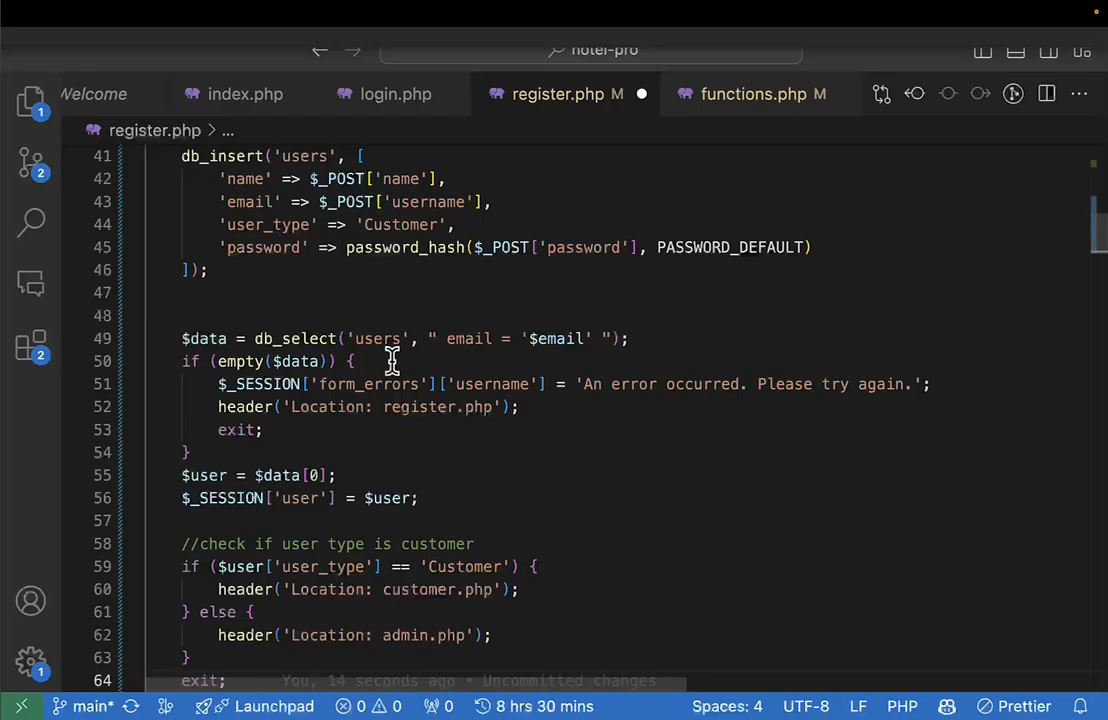 hotel-pro
Welcome index.php login.php register.php M functions.php M
register.php > ...
41 db_insert('users', [
42 'name' => $_POST['name'],
43 'email' => $_POST['username'],
44 'user_type' => 'Customer',
45 'password' => password_hash($_POST['password'], PASSWORD_DEFAULT)
46 ]);
47
48
49 $data = db_select('users', " email = '$email' ");
50 if (empty($data)) {
51 $_SESSION['form_errors']['username'] = 'An error occurred. Please try again.';
52 header('Location: register.php');
53 exit;
54 }
55 $user = $data[0];
56 $_SESSION['user'] = $user;
57
58 //check if user type is customer
59 if ($user['user_type'] == 'Customer') {
60 header('Location: customer.php');
61 } else {
62 header('Location: admin.php');
63 }
64 exit; You, 14 seconds ago • Uncommitted changes
1
2
2
1
main* Launchpad 0 0 0 8 hrs 30 mins Spaces: 4 UTF-8 LF PHP Prettier